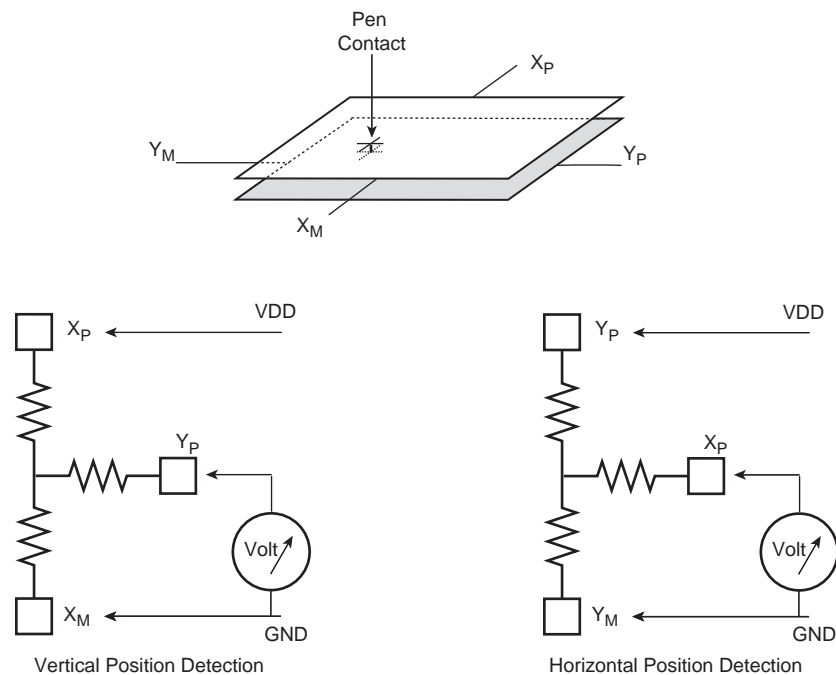 Pen
Contact
X_P
Y_M
Y_P
X_M
X_P
VDD
Y_P
Volt
X_M
GND
Vertical Position Detection
Y_P
VDD
X_P
Volt
Y_M
GND
Horizontal Position Detection